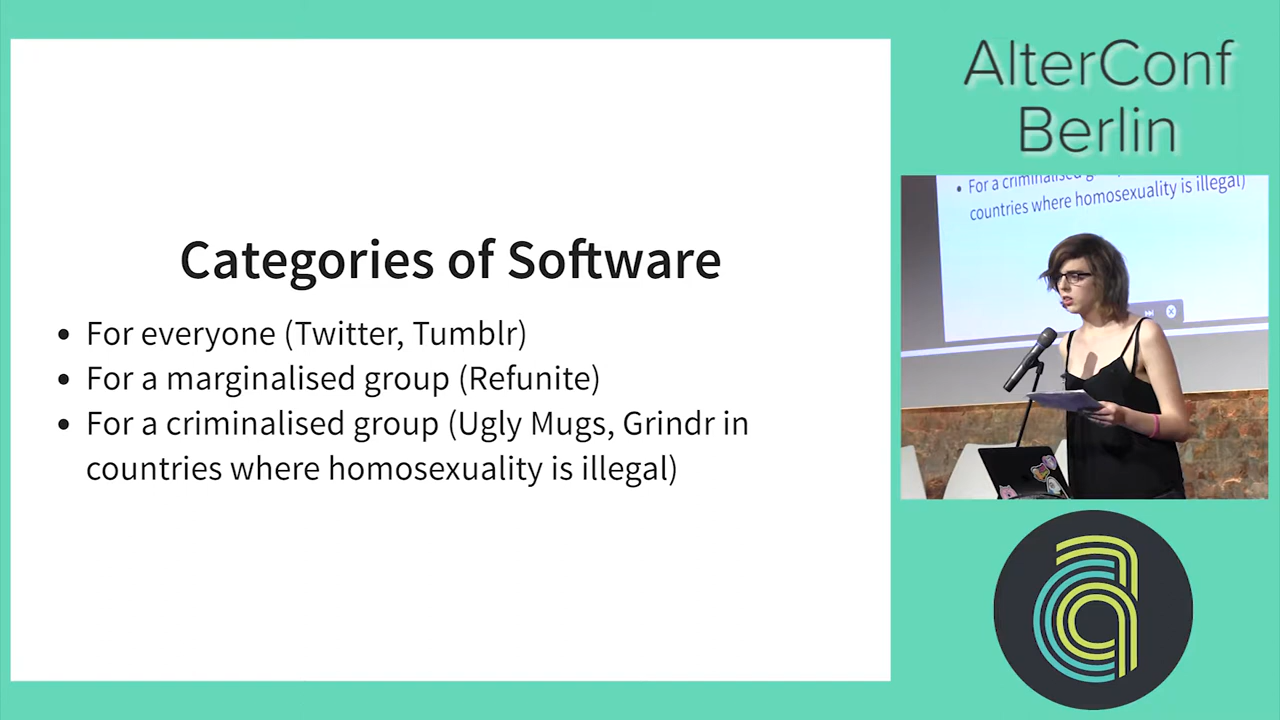 AlterConf
Berlin
Categories of Software
• For everyone (Twitter, Tumblr)
• For a marginalised group (Refunite)
• For a criminalised group (Ugly Mugs, Grindr in
countries where homosexuality is illegal)
• For a criminalised
countries where homosexuality is illegal)